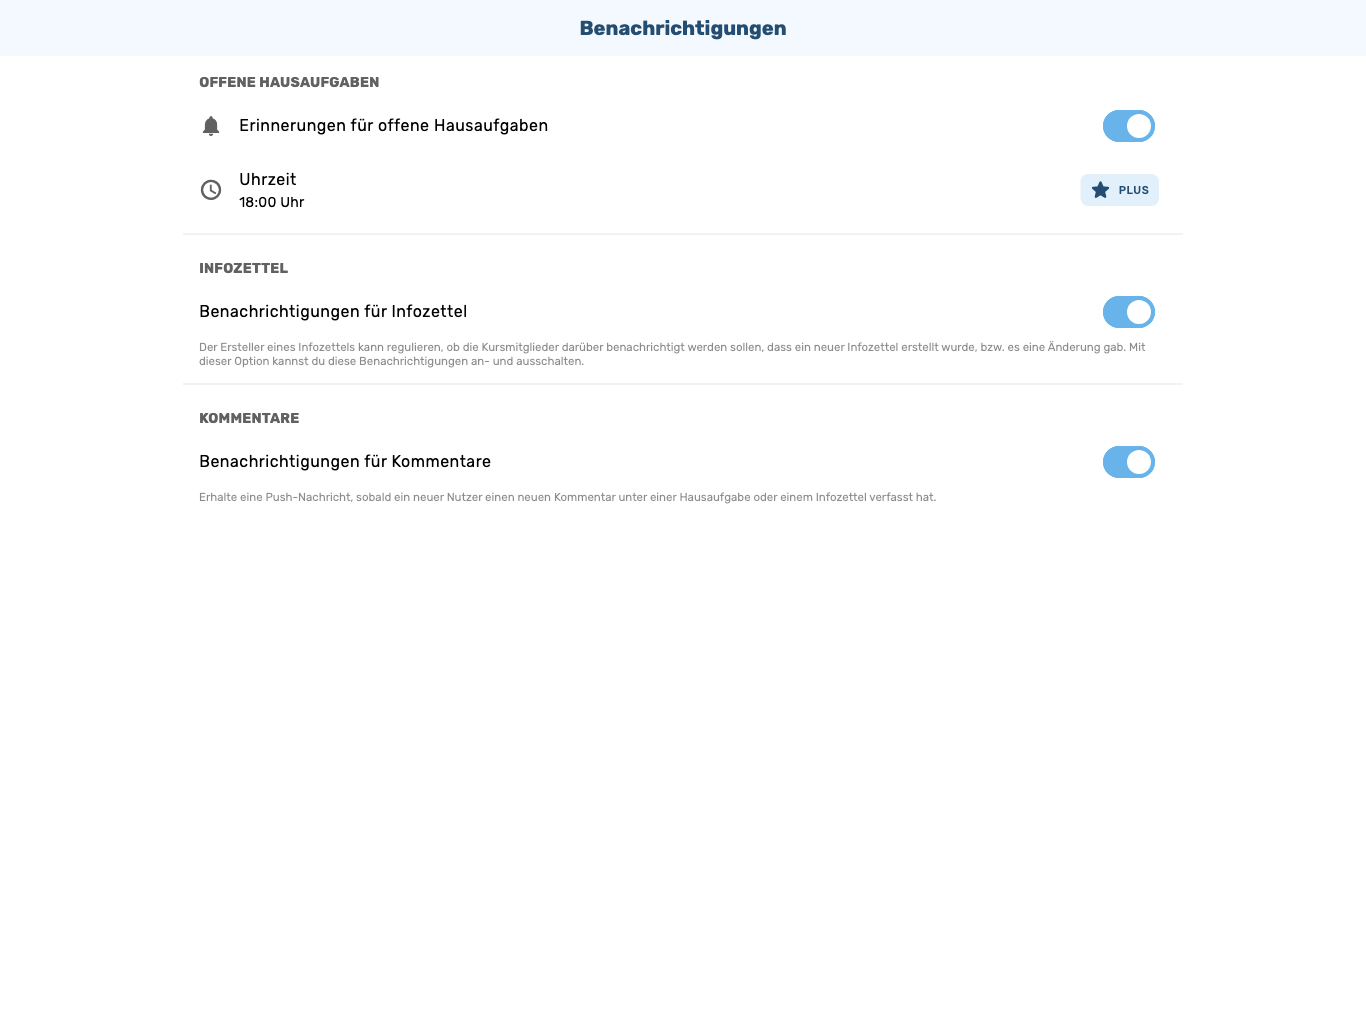 Benachrichtigungen
OFFENE HAUSAUFGABEN
Erinnerungen für offene Hausaufgaben
Uhrzeit
18:00 Uhr
PLUS
INFOZETTEL
Benachrichtigungen für Infozettel
Der Ersteller eines Infozettels kann regulieren, ob die Kursmitglieder darüber benachrichtigt werden sollen, dass ein neuer Infozettel erstellt wurde, bzw. es eine Änderung gab. Mit
dieser Option kannst du diese Benachrichtigungen an- und ausschalten.
KOMMENTARE
Benachrichtigungen für Kommentare
Erhalte eine Push-Nachricht, sobald ein neuer Nutzer einen neuen Kommentar unter einer Hausaufgabe oder einem Infozettel verfasst hat.